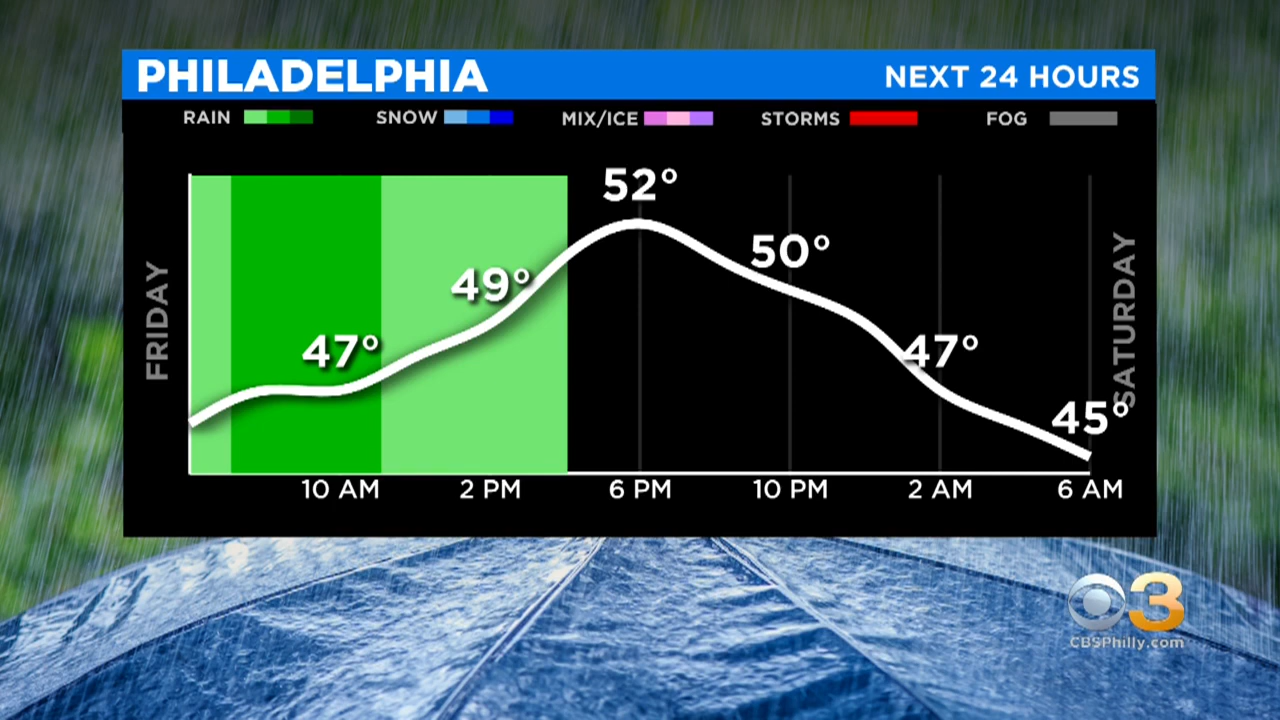 PHILADELPHIA
NEXT 24 HOURS
RAIN SNOW MIX/ICE STORMS FOG
52°
50°
49°
47° 47°
45°
FRIDAY
SATURDAY
10 AM 2 PM 6 PM 10 PM 2 AM 6 AM
3
CBSPhilly.com